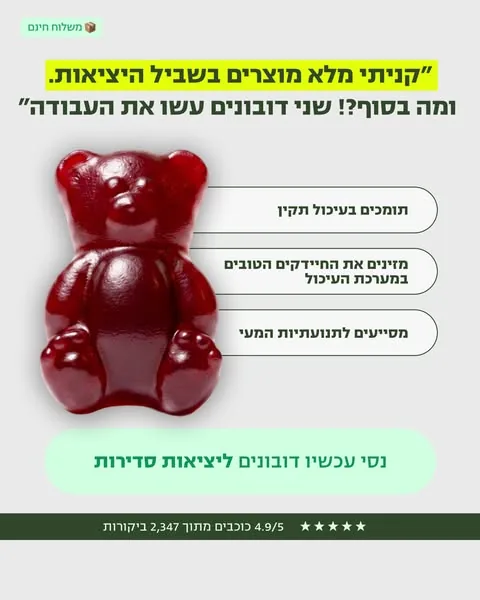 📦 משלוח חינם
"קניתי מלא מוצרים בשביל היציאות.
ומה בסוף?! שני דובונים עשו את העבודה"
תומכים בעיכול תקין
מזינים את החיידקים הטובים
במערכת העיכול
מסייעים לתנועתיות המעי
נסי עכשיו דובונים ליציאות סדירות
★★★★★ 4.9/5 כוכבים מתוך 2,347 ביקורות